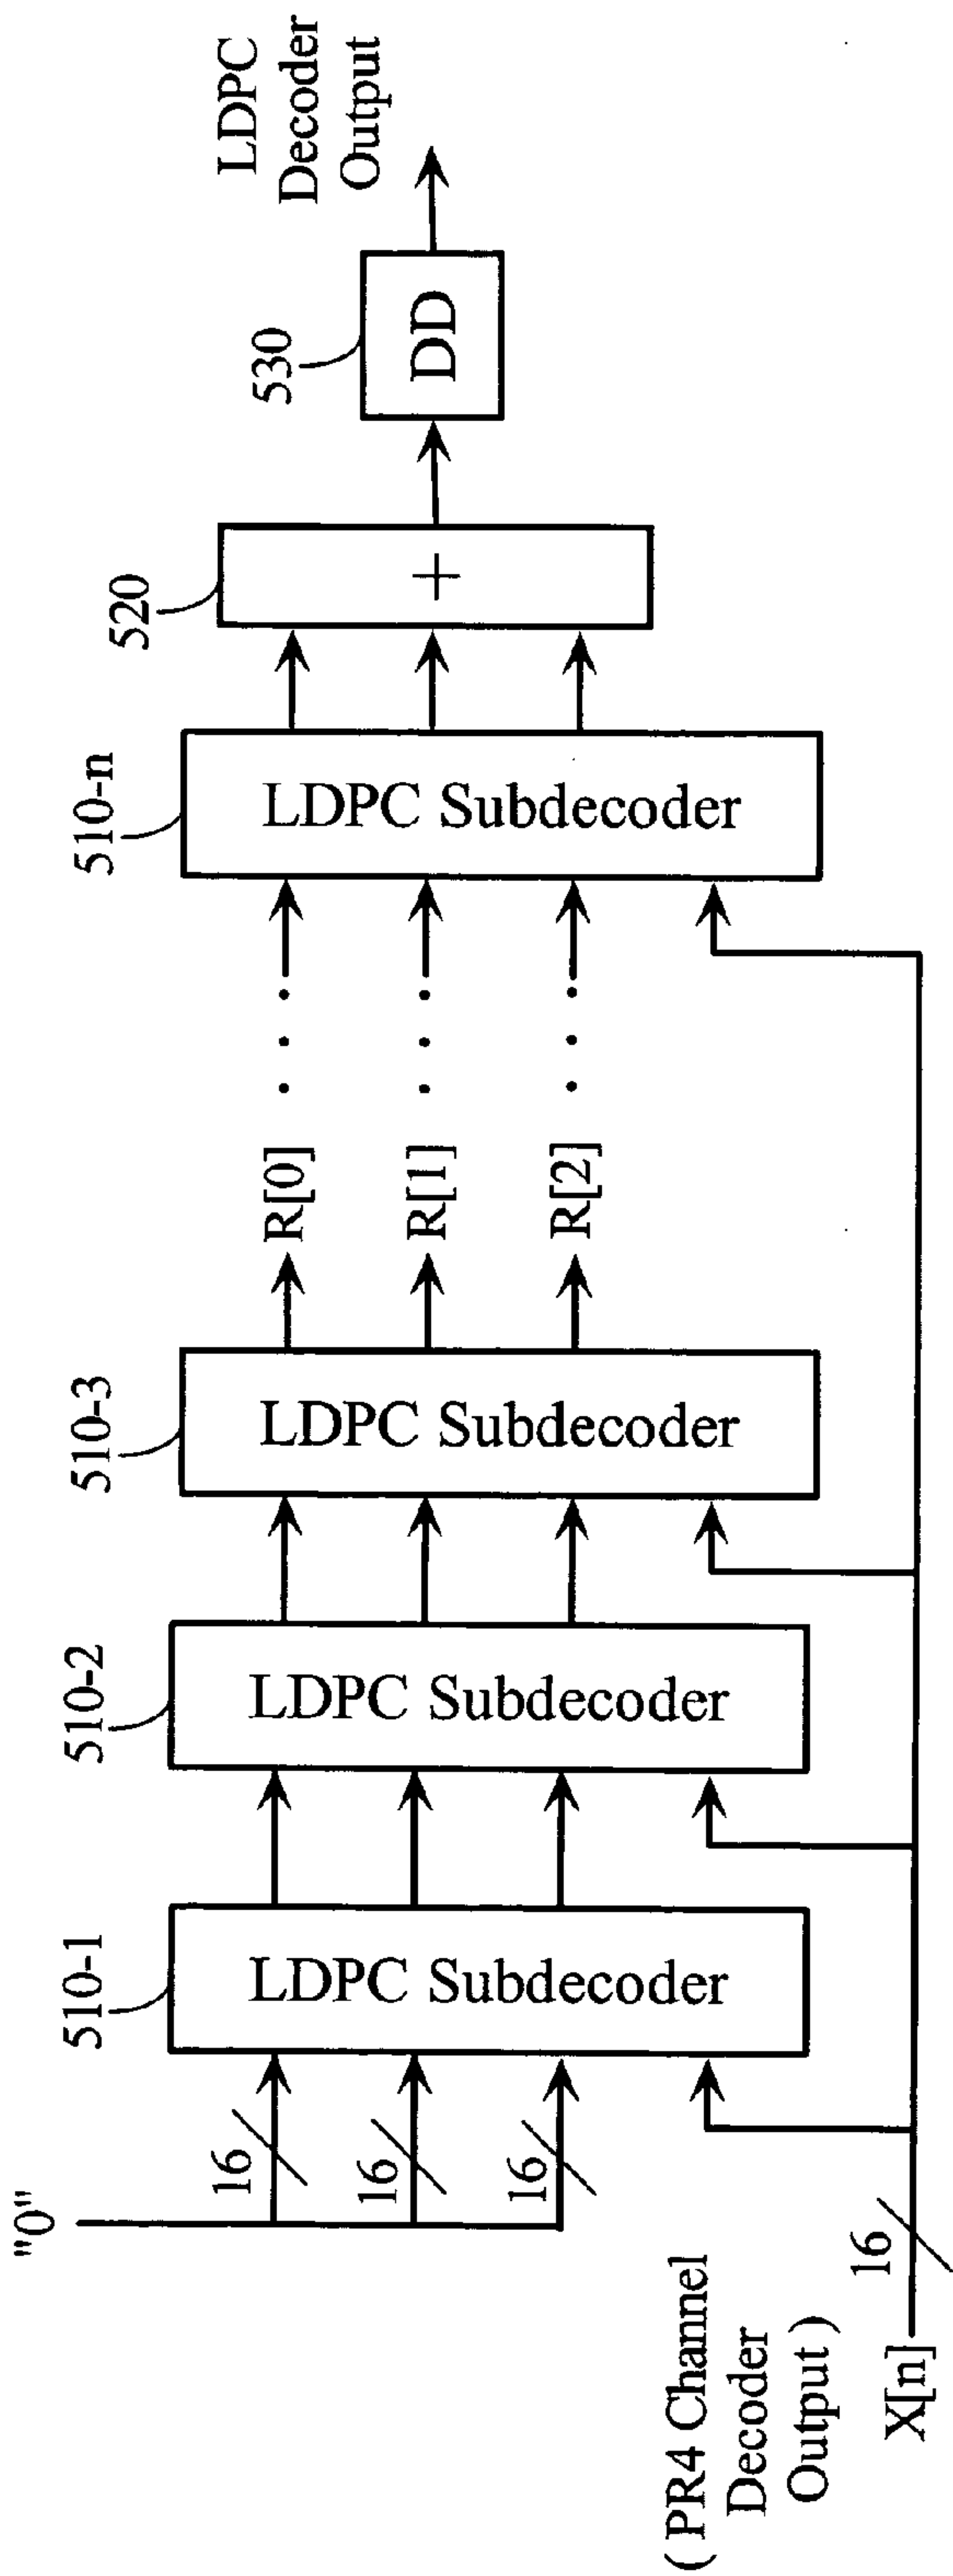 "0"
16
16
16
( PR4 Channel
Decoder
Output )
X[n]
16
510-1
LDPC Subdecoder
510-2
LDPC Subdecoder
510-3
LDPC Subdecoder
R[0]
R[1]
R[2]
. . .
. . .
. . .
510-n
LDPC Subdecoder
520
+
530
DD
LDPC
Decoder
Output